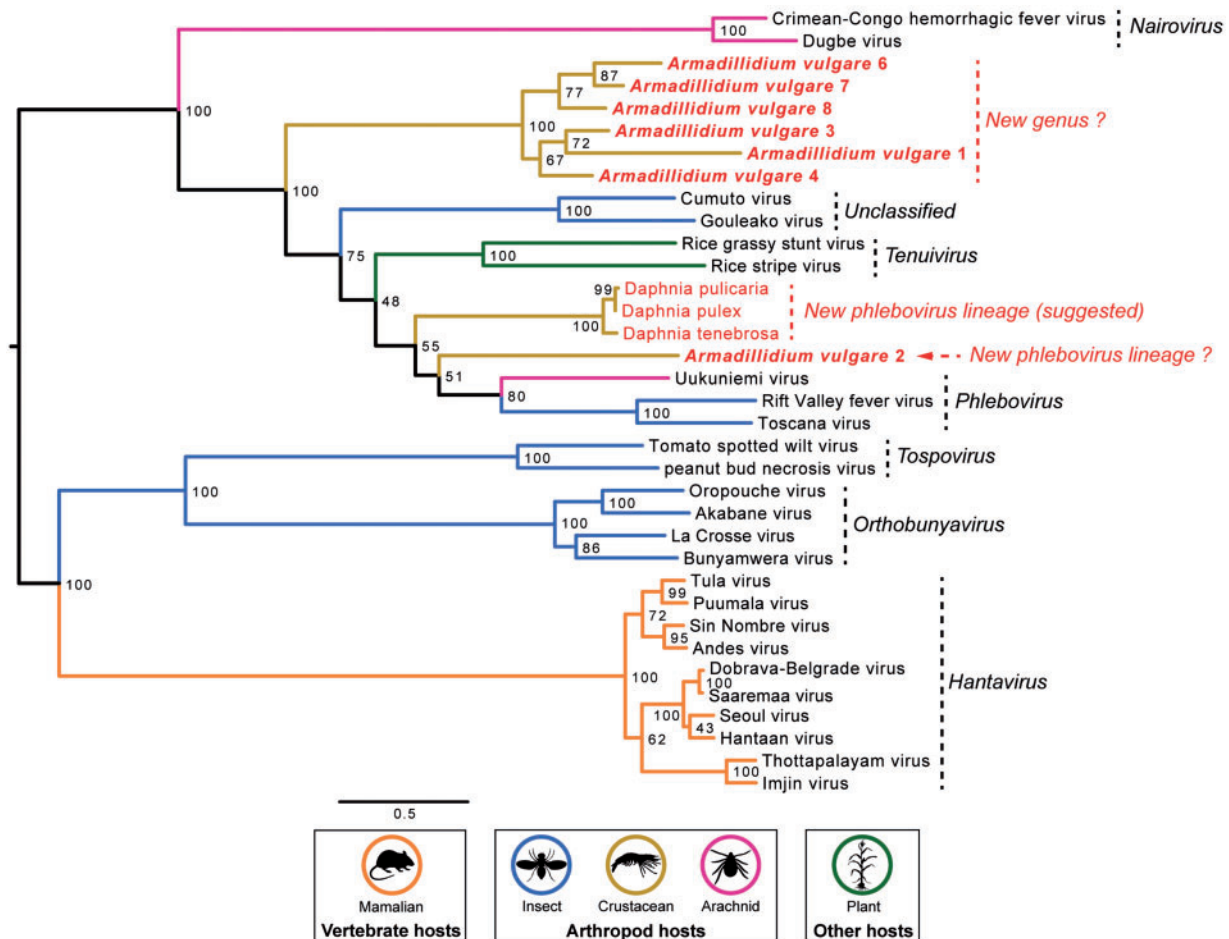 Crimean-Congo hemorrhagic fever virus
100
Dugbe virus
Nairovirus
100
Armadillidium vulgare 6
87
Armadillidium vulgare 7
77
Armadillidium vulgare 8
100
Armadillidium vulgare 3
72
Armadillidium vulgare 1
67
Armadillidium vulgare 4
New genus ?
100
Cumuto virus
100
Gouleako virus
Unclassified
75
Rice grassy stunt virus
100
Rice stripe virus
Tenuivirus
48
Daphnia pulicaria
99
Daphnia pulex
100
Daphnia tenebrosa
New phlebovirus lineage (suggested)
55
Armadillidium vulgare 2
New phlebovirus lineage ?
51
Uukuniemi virus
80
Rift Valley fever virus
100
Toscana virus
Phlebovirus
Tomato spotted wilt virus
100
peanut bud necrosis virus
Tospovirus
100
Oropouche virus
100
Akabane virus
100
La Crosse virus
86
Bunyamwera virus
Orthobunyavirus
100
Tula virus
99
Puumala virus
72
Sin Nombre virus
95
Andes virus
100
Dobrava-Belgrade virus
100
Saaremaa virus
100
Seoul virus
43
Hantaan virus
62
Thottapalayam virus
100
Imjin virus
Hantavirus
0.5
Mamalian
Vertebrate hosts
Insect Crustacean Arachnid
Arthropod hosts
Plant
Other hosts